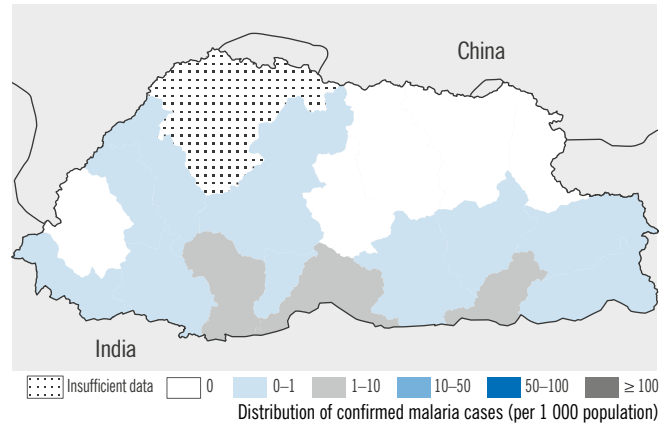 China
India
Insufficient data 0 0–1 1–10 10–50 50–100 ≥ 100
Distribution of confirmed malaria cases (per 1 000 population)